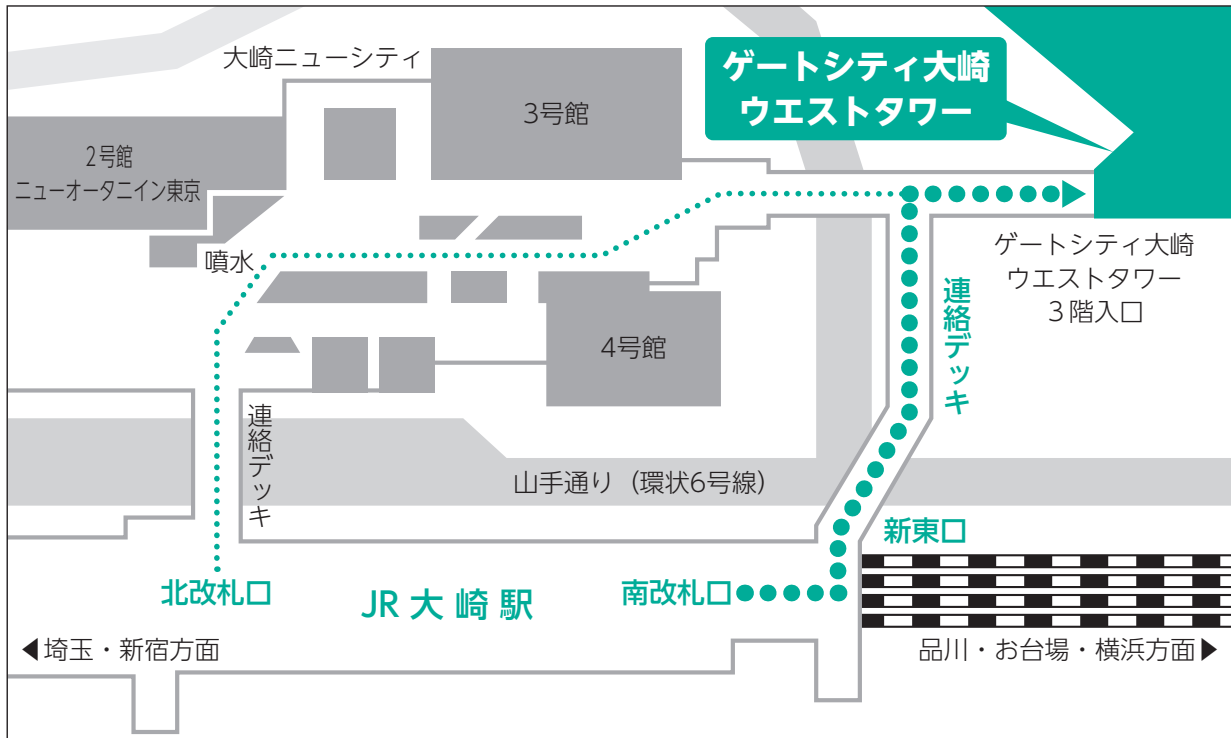 大崎ニューシティ
3号館
ゲートシティ大崎
ウエストタワー
2号館
ニューオータニイン東京
噴水
4号館
連絡デッキ
ゲートシティ大崎
ウエストタワー
3階入口
連絡デッキ
山手通り（環状6号線）
新東口
北改札口
JR大崎駅
南改札口
◀埼玉・新宿方面
品川・お台場・横浜方面▶